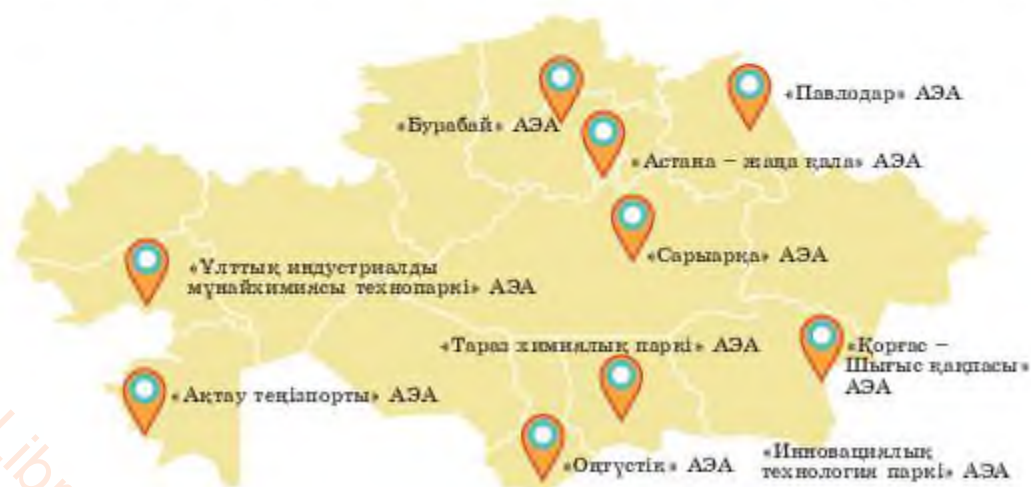 «Павлодар» АЭА
«Бурабай» АЭА
«Астана – жаңа қала» АЭА
«Сарыарқа» АЭА
«Ұлттық индустриалды
мұнайхимиясы технопаркі» АЭА
«Тараз химиялық паркі» АЭА
«Қорғас –
Шығыс қақпасы»
АЭА
«Ақтау теңізпорты» АЭА
«Оңтүстік» АЭА
«Инновациялық
технология паркі» АЭА